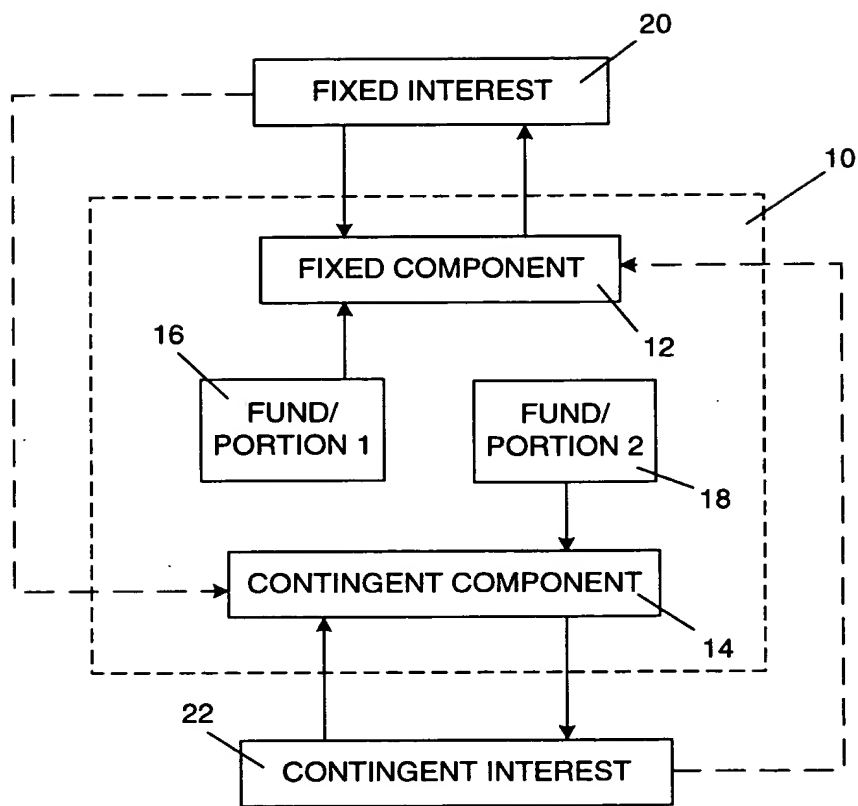 20
FIXED INTEREST
10
FIXED COMPONENT
12
16
FUND/
PORTION 1
FUND/
PORTION 2
18
CONTINGENT COMPONENT
14
22
CONTINGENT INTEREST